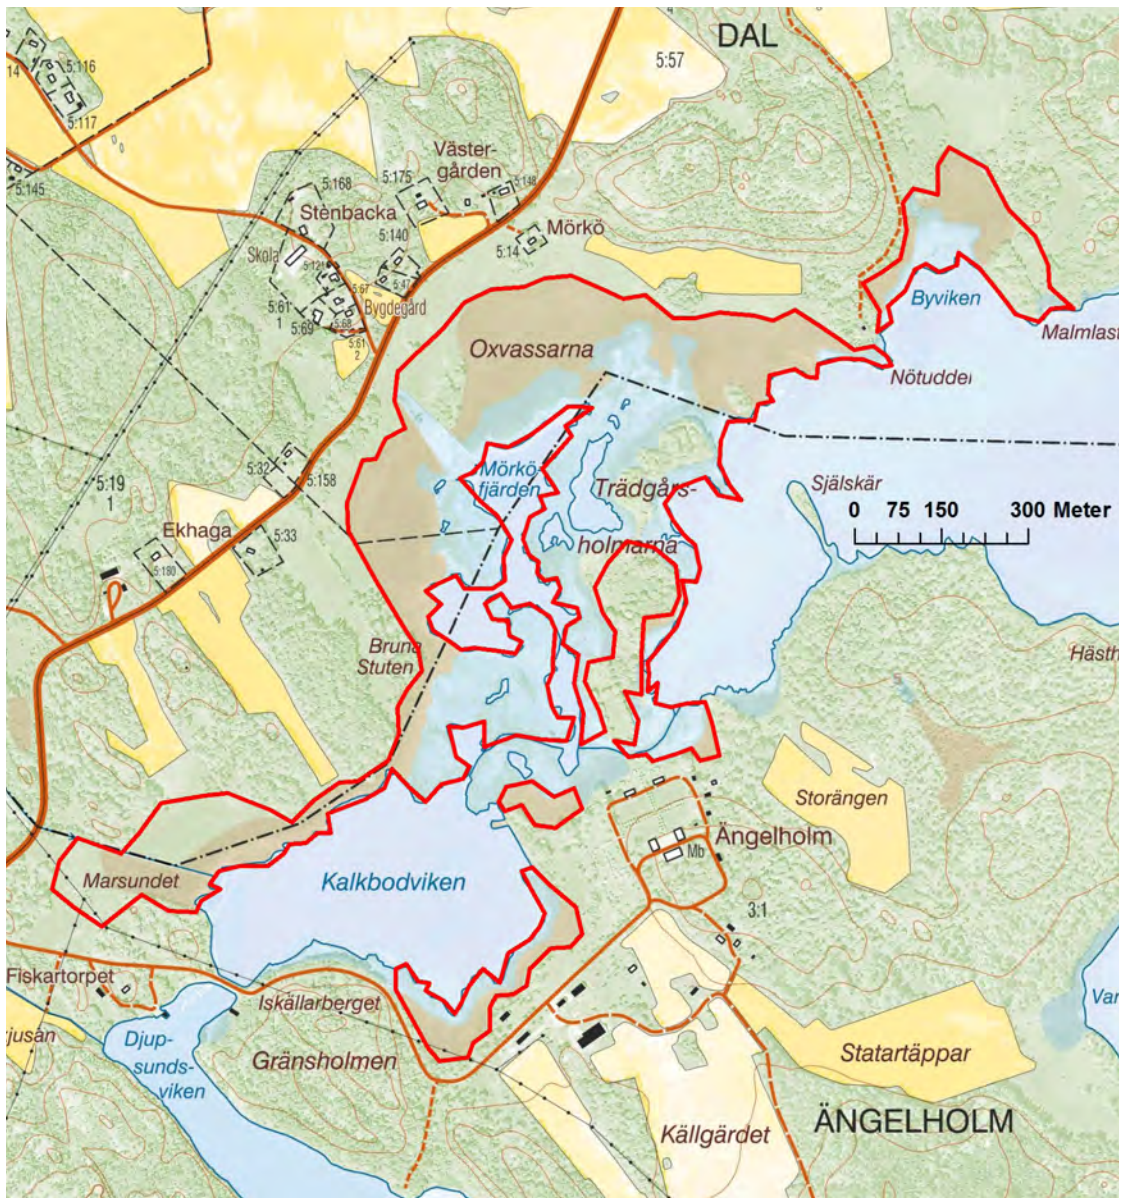 DAL
5:57
14
5:116
5:117
5:145
Väster-
gården
5:175
5:148
5:168
Stenbacka
Skola
5:140
Mörkö
5:14
5:47
5:67
Bygdegård
5:61
1
5:69
5:68
5:61
2
Byviken
Malmlast
Nötuddel
Oxvassarna
Mörkö-
fjärden
Trädgårs-
holmarna
Själskär
0 75 150 300 Meter
5:32
5:158
5:19
1
Ekhaga
5:33
5:180
Bruna
Stuten
Hästh
Storängen
Ängelholm
Mb
Marsundet
Kalkbodviken
3:1
Fiskartorpet
Iskällarberget
rjusån
Djup-
sunds-
viken
Gränsholmen
Var
Statartäppar
Källgärdet
ÄNGELHOLM